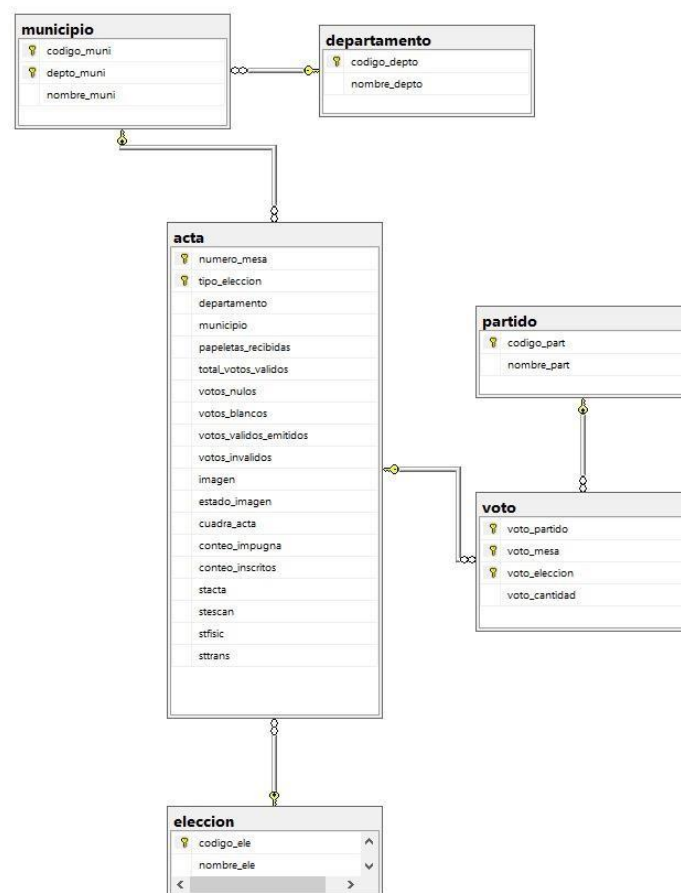 municipio
codigo_muni
depto_muni
nombre_muni
departamento
codigo_depto
nombre_depto
acta
numero_mesa
tipo_eleccion
departamento
municipio
papeletas_recibidas
total_votos_validos
votos_nulos
votos_blancos
votos_validos_emitidos
votos_invalidos
imagen
estado_imagen
cuadra_acta
conteo_impugna
conteo_inscritos
stacta
stescan
stfisic
sttrans
partido
codigo_part
nombre_part
voto
voto_partido
voto_mesa
voto_eleccion
voto_cantidad
eleccion
codigo_ele
nombre_ele